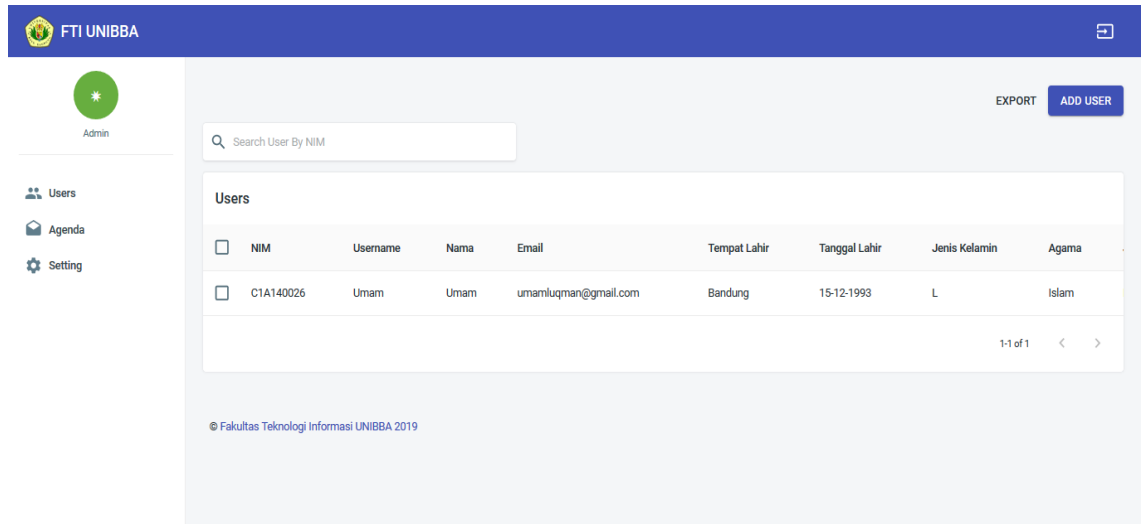 FTI UNIBBA
Admin
Users
Agenda
Setting
EXPORT ADD USER
Search User By NIM
Users
NIM Username Nama Email Tempat Lahir Tanggal Lahir Jenis Kelamin Agama
C1A140026 Umam Umam umamluqman@gmail.com Bandung 15-12-1993 L Islam
1-1 of 1
© Fakultas Teknologi Informasi UNIBBA 2019